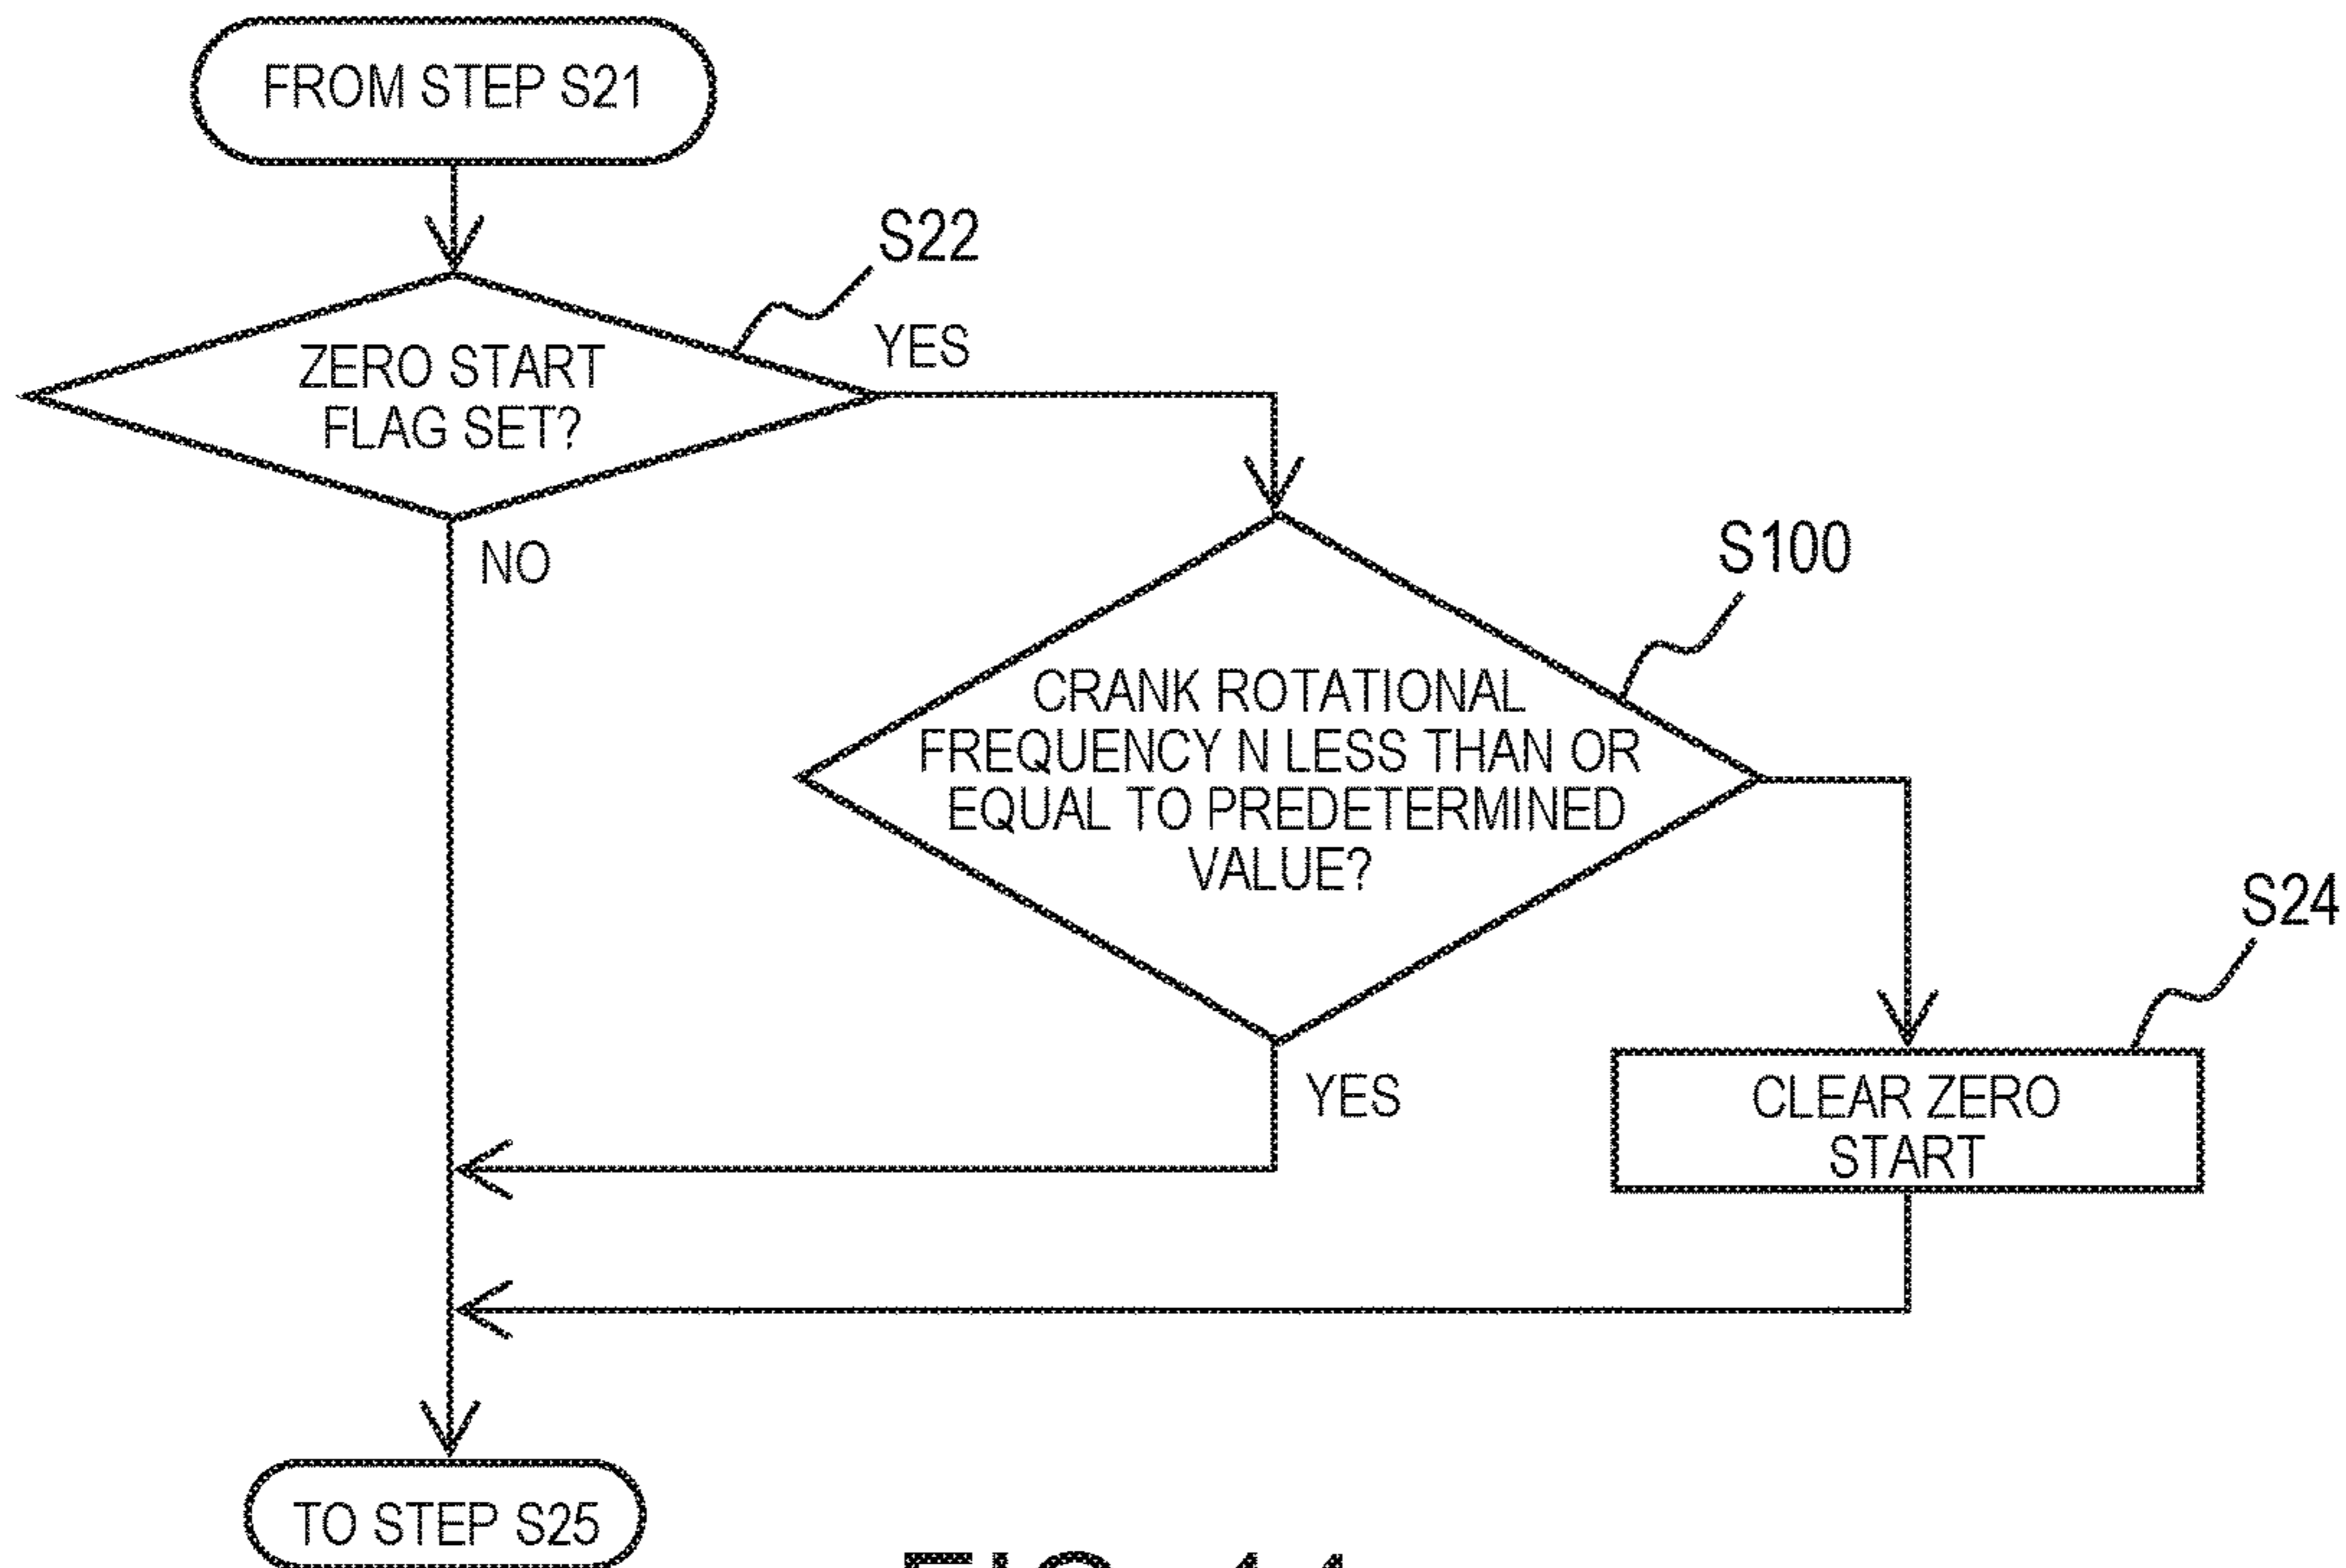 FROM STEP S21
S22
YES
ZERO START
FLAG SET?
NO
S100
CRANK ROTATIONAL
FREQUENCY N LESS THAN OR
EQUAL TO PREDETERMINED
VALUE?
S24
YES
CLEAR ZERO
START
TO STEP S25